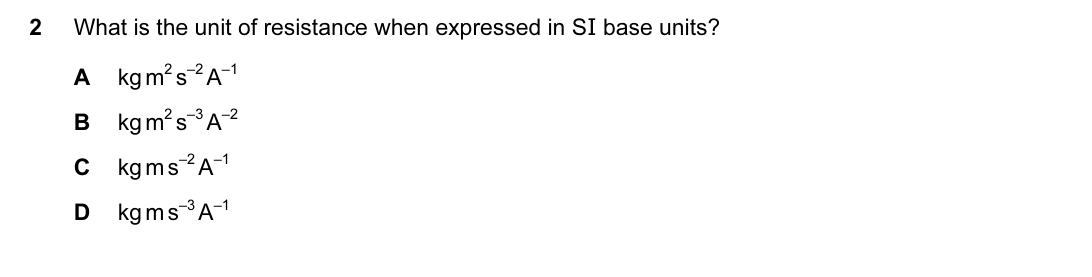 2 What is the unit of resistance when expressed in SI base units?
A kg m² s⁻² A⁻¹
B kg m² s⁻³ A⁻²
C kg m s⁻² A⁻¹
D kg m s⁻³ A⁻¹